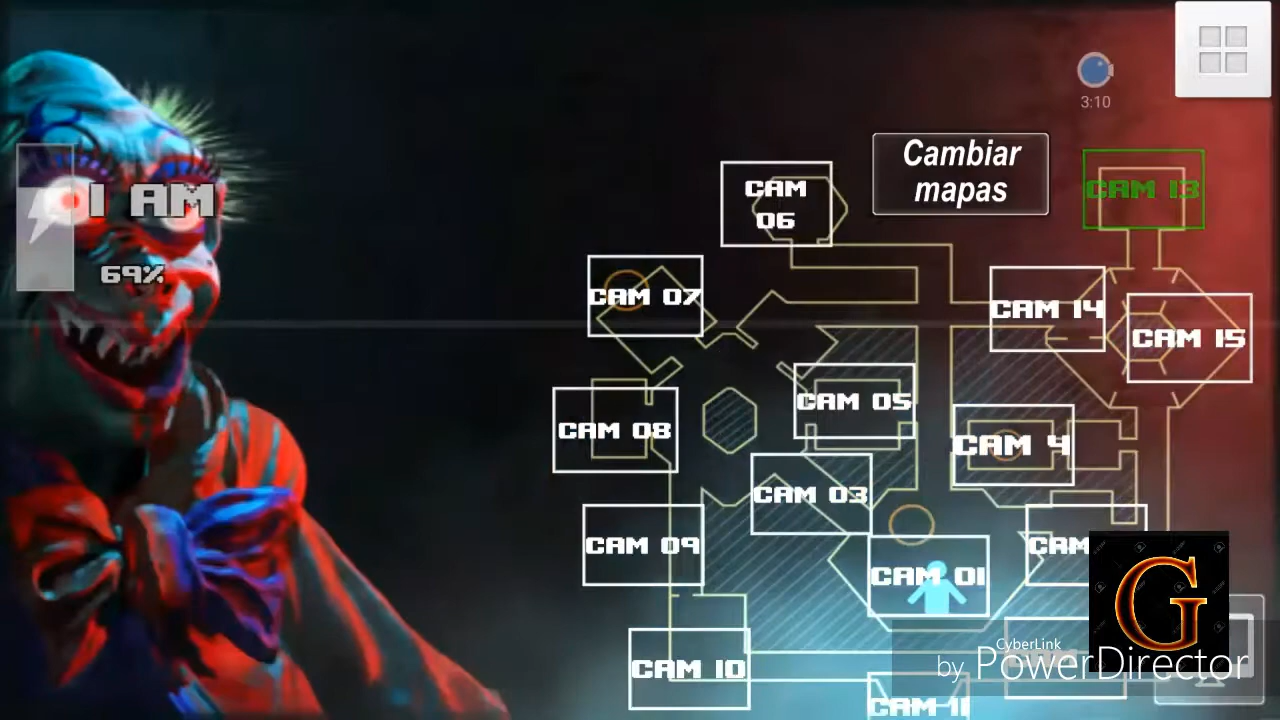 3:10
Cambiar
mapas
CAM
06
CAM 13
I AM
69%
CAM 07
CAM 14
CAM 15
CAM 05
CAM 08
CAM 4
CAM 03
CAM 09
CAM
CAM 01
G
CyberLink
by PowerDirector
CAM 10
CAM 11